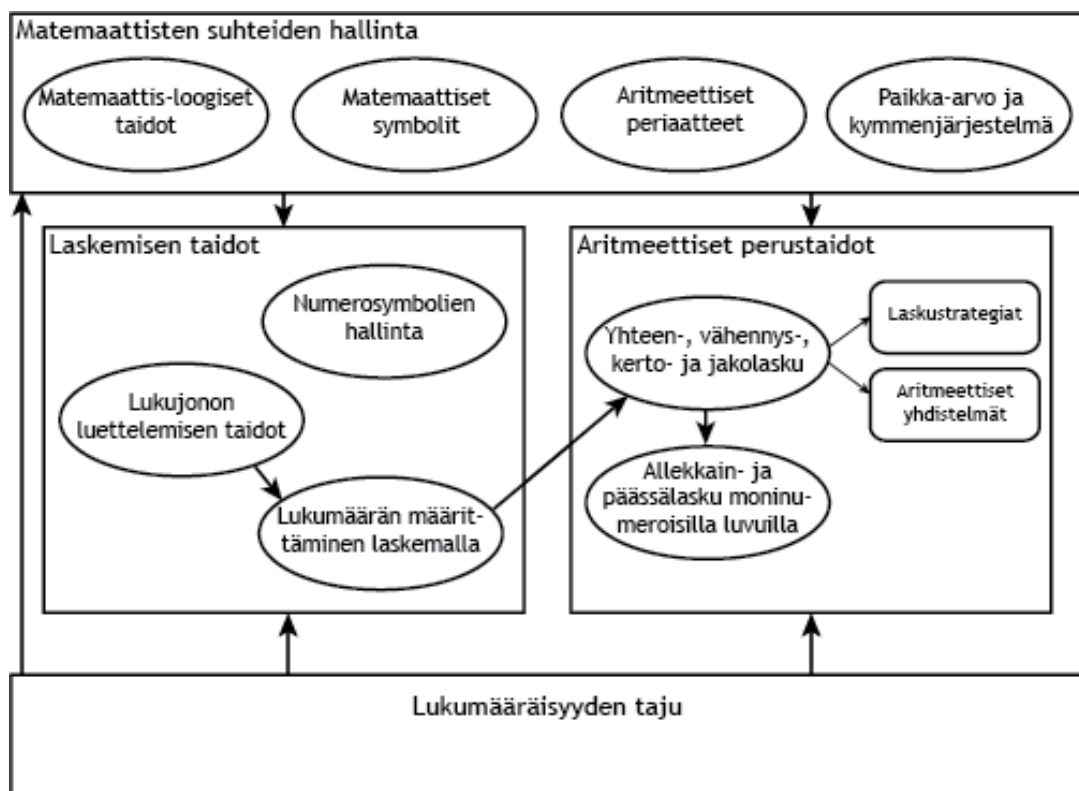 Matemaattisten suhteiden hallinta
Matemaattis-loogiset
taidot
Matemaattiset
symbolit
Aritmeettiset
periaatteet
Paikka-arvo ja
kymmenjärjestelmä
Laskemisen taidot
Numerosymbolien
hallinta
Lukujonon
luettelemisen taidot
Lukumäärän määrit-
täminen laskemalla
Aritmeettiset perustaidot
Yhteen-, vähennys-,
kerto- ja jakolasku
Laskustrategiat
Aritmeettiset
yhdistelmät
Allekkain- ja
päässälasku moninu-
meroisilla luvuilla
Lukumääräisyyden taju